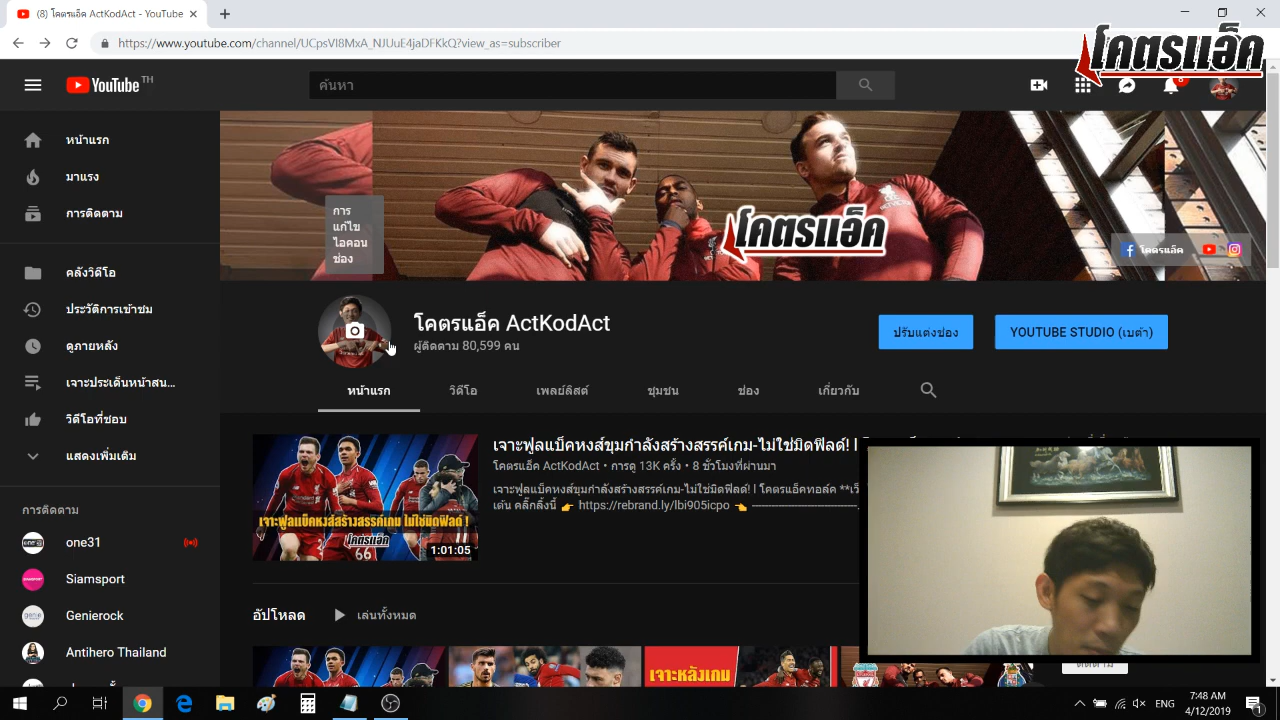 (8) โคตรแอ็ค ActKodAct - YouTube
https://www.youtube.com/channel/UCpsVI8MxA_NJUuE4jaDFKkQ?view_as=subscriber
โคตรแอ็ค
YouTube TH
ค้นหา
8
หน้าแรก
มาแรง
การติดตาม
คลังวิดีโอ
ประวัติการเข้าชม
ดูภายหลัง
เจาะประเด็นหน้าสน...
วิดีโอที่ชอบ
แสดงเพิ่มเติม
การติดตาม
one31
Siamsport
Genierock
Antihero Thailand
การ
แก้ไข
ไอคอน
ช่อง
โคตรแอ็ค
โคตรแอ็ค
โคตรแอ็ค ActKodAct
ผู้ติดตาม 80,599 คน
ปรับแต่งช่อง
YOUTUBE STUDIO (เบต้า)
หน้าแรก
วิดีโอ
เพลย์ลิสต์
ชุมชน
ช่อง
เกี่ยวกับ
เจาะฟูลแบ็คหงส์สร้างสรรค์เกม ไม่ใช่มิดฟิลด์ !
โคตรแอ็ค
66
1:01:05
เจาะฟูลแบ็คหงส์ขุมกำลังสร้างสรรค์เกม-ไม่ใช่มิดฟิลด์! |
โคตรแอ็ค ActKodAct • การดู 13K ครั้ง • 8 ชั่วโมงที่ผ่านมา
เจาะฟูลแบ็คหงส์ขุมกำลังสร้างสรรค์เกม-ไม่ใช่มิดฟิลด์! | โคตรแอ็คทอล์ค **เว็
เด้น คลิ๊กลิ้งนี้ 👉 https://rebrand.ly/lbi905icpo 👈
อัปโหลด
เล่นทั้งหมด
เจาะหลังเกม
ติดตาม
ENG
7:48 AM
4/12/2019
1